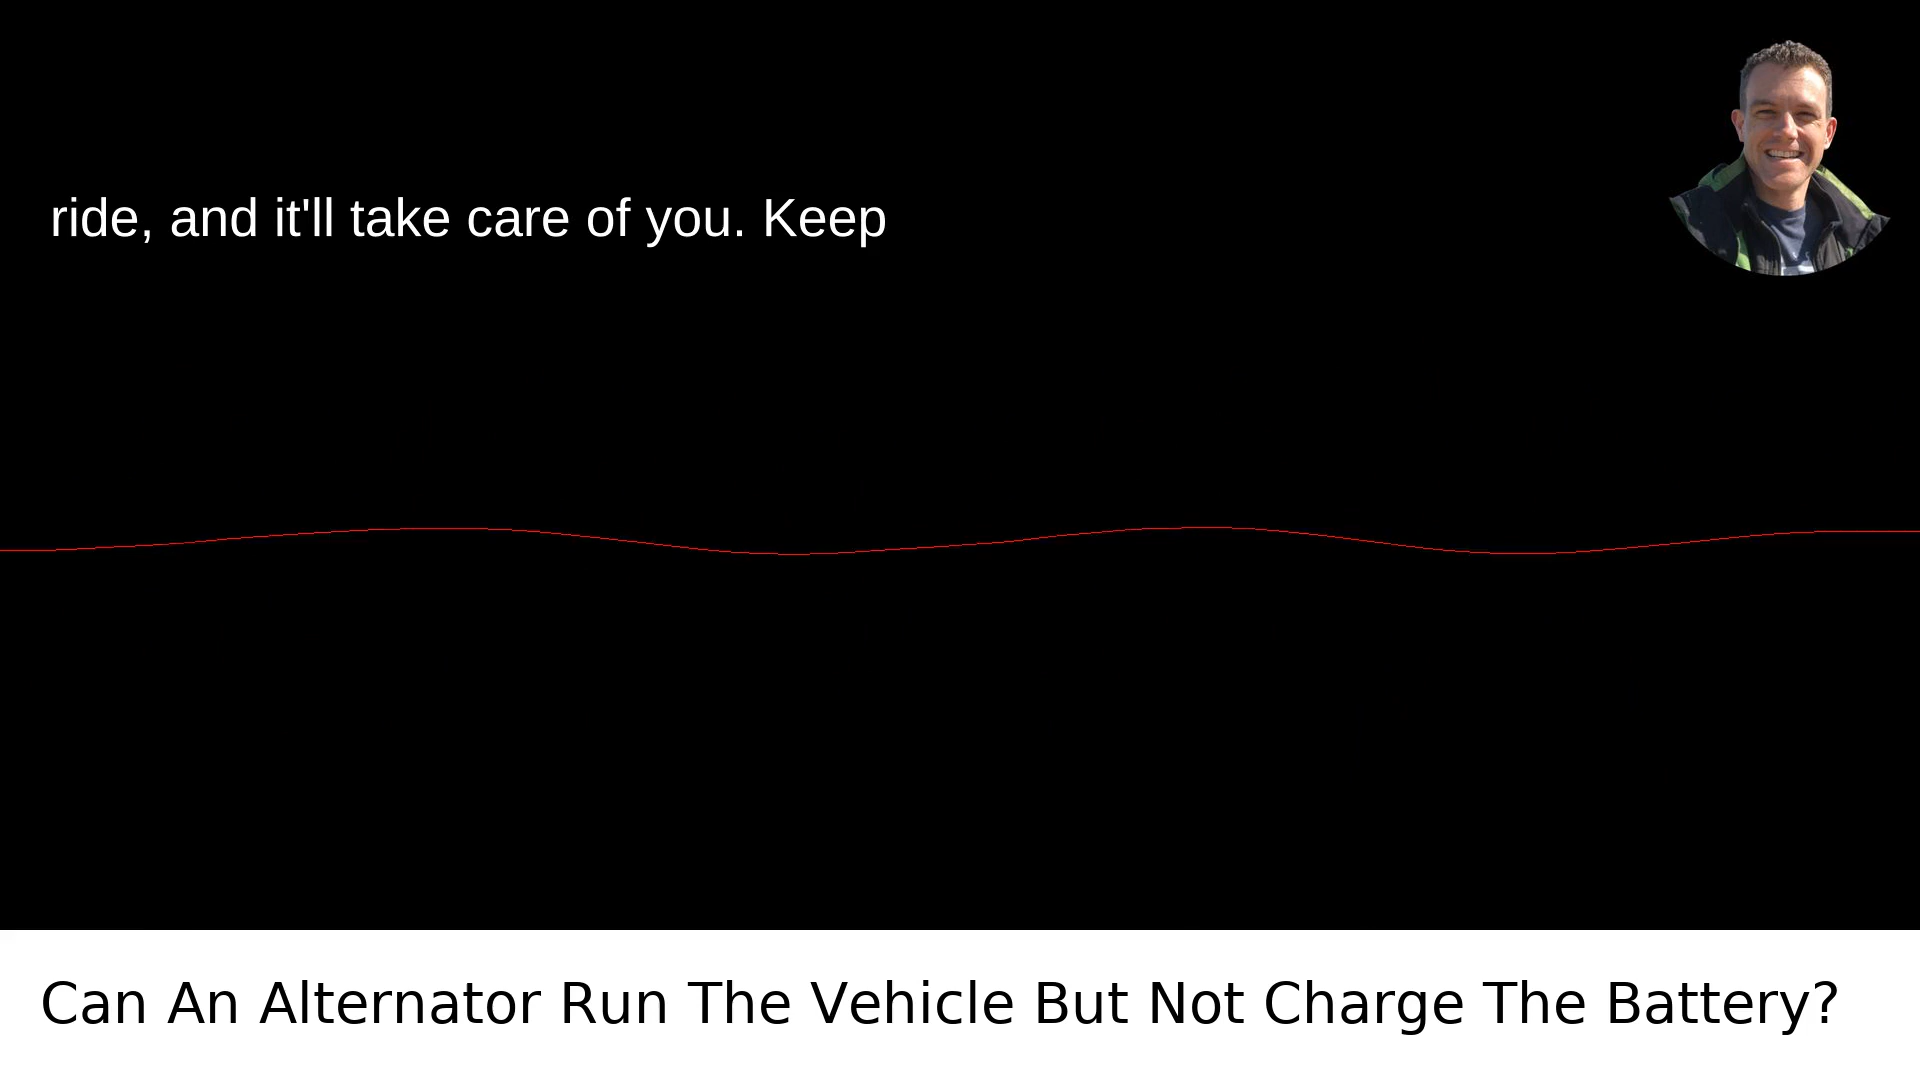 ride, and it'll take care of you. Keep
Can An Alternator Run The Vehicle But Not Charge The Battery?